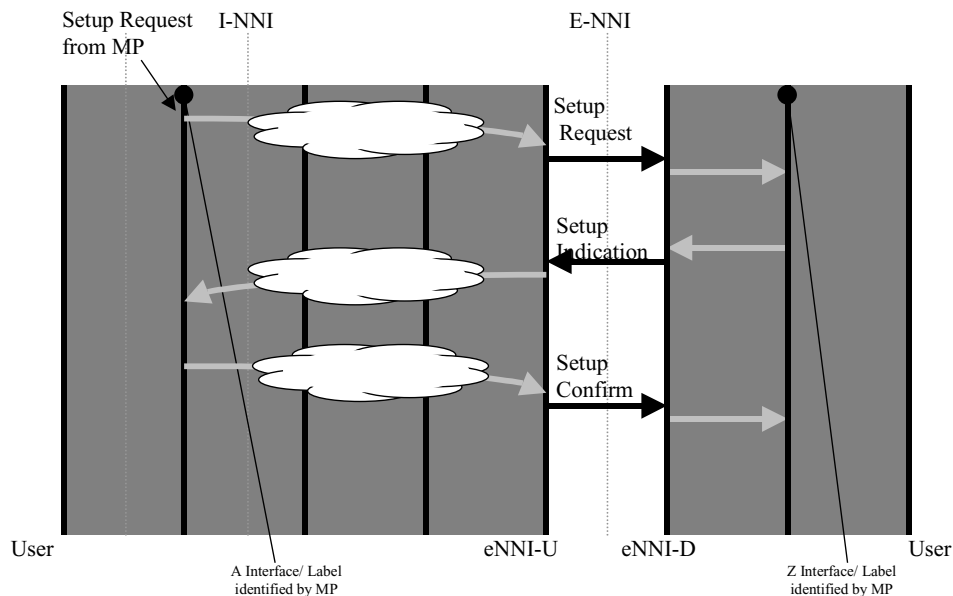 Setup Request
from MP
I-NNI
E-NNI
Setup
Request
Setup
Indication
Setup
Confirm
User
eNNI-U
eNNI-D
User
A Interface/ Label
identified by MP
Z Interface/ Label
identified by MP